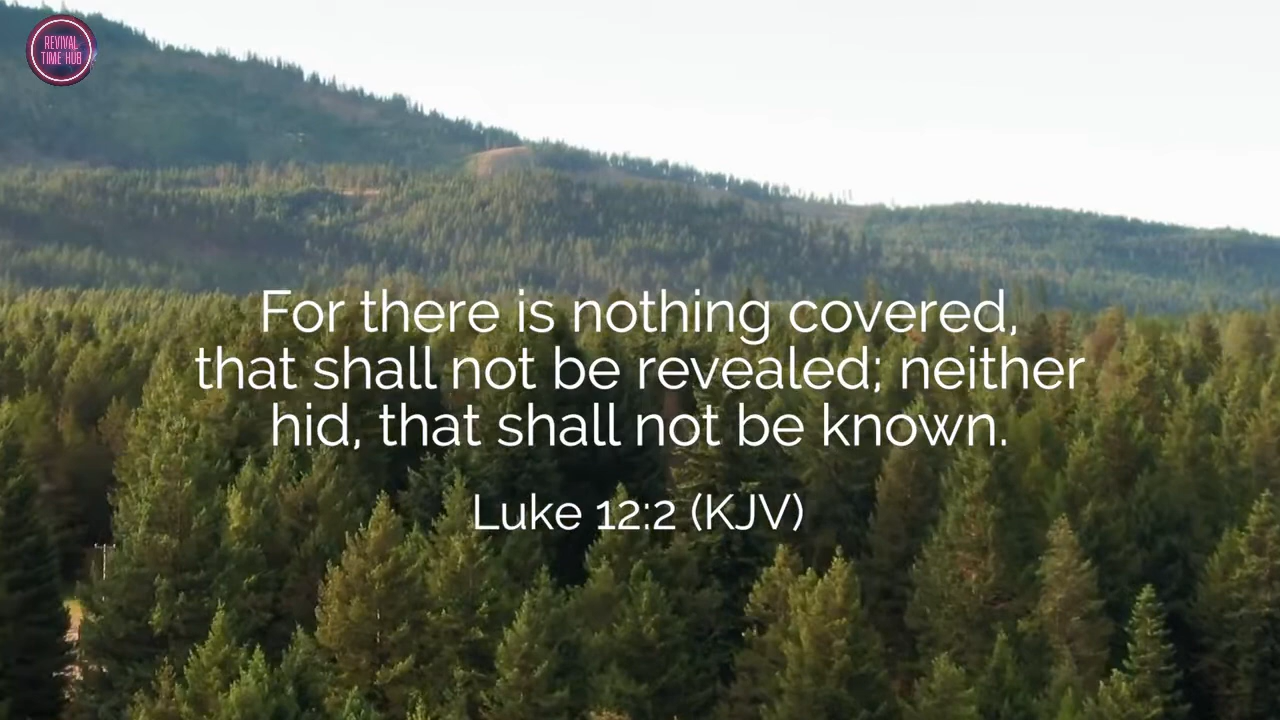 REVIVAL
TIME HUB
For there is nothing covered,
that shall not be revealed; neither
hid, that shall not be known.
Luke 12:2 (KJV)